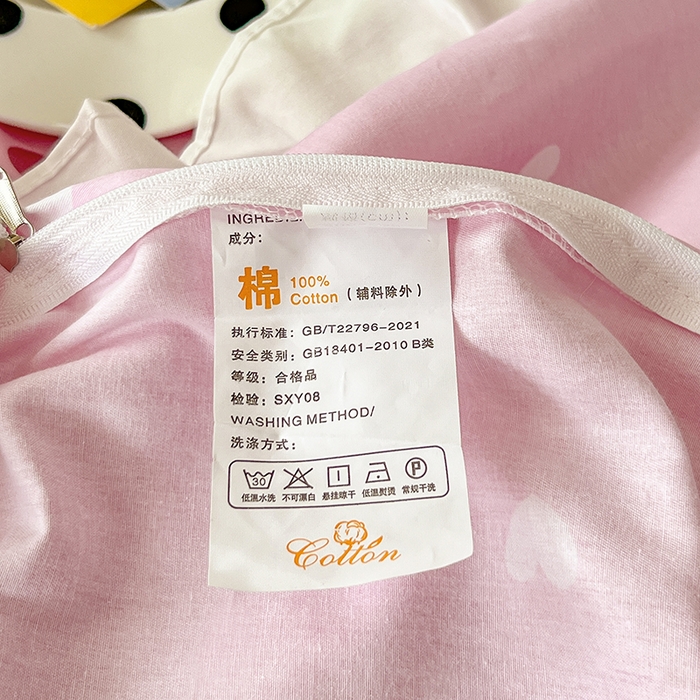 成分：
棉 100% Cotton（辅料除外）
执行标准：GB/T22796-2021
安全类别：GB18401-2010 B类
等级：合格品
检验：SXY08
WASHING METHOD/
洗涤方式：
30
P
低温水洗 不可漂白 悬挂晾干 低温熨烫 常规干洗
Cotton